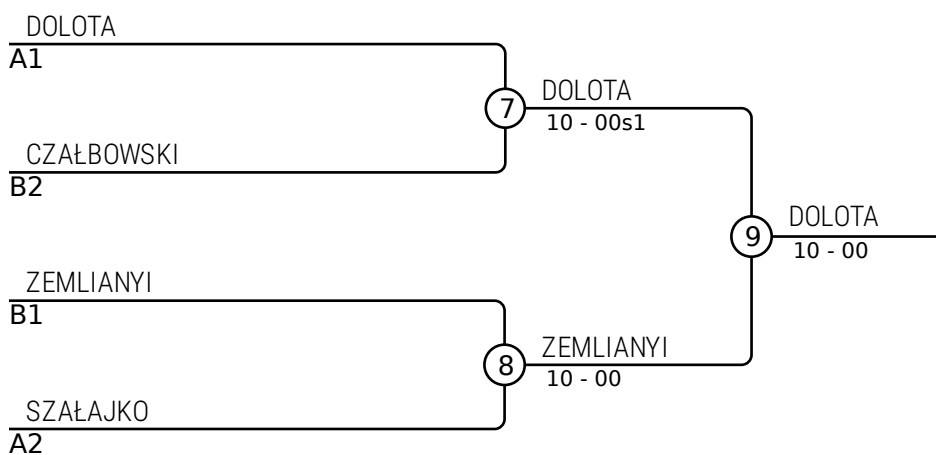 DOLOTA
A1
7
DOLOTA
10 - 00s1
CZAŁBOWSKI
B2
9
DOLOTA
10 - 00
ZEMLIANYI
B1
8
ZEMLIANYI
10 - 00
SZAŁAJKO
A2